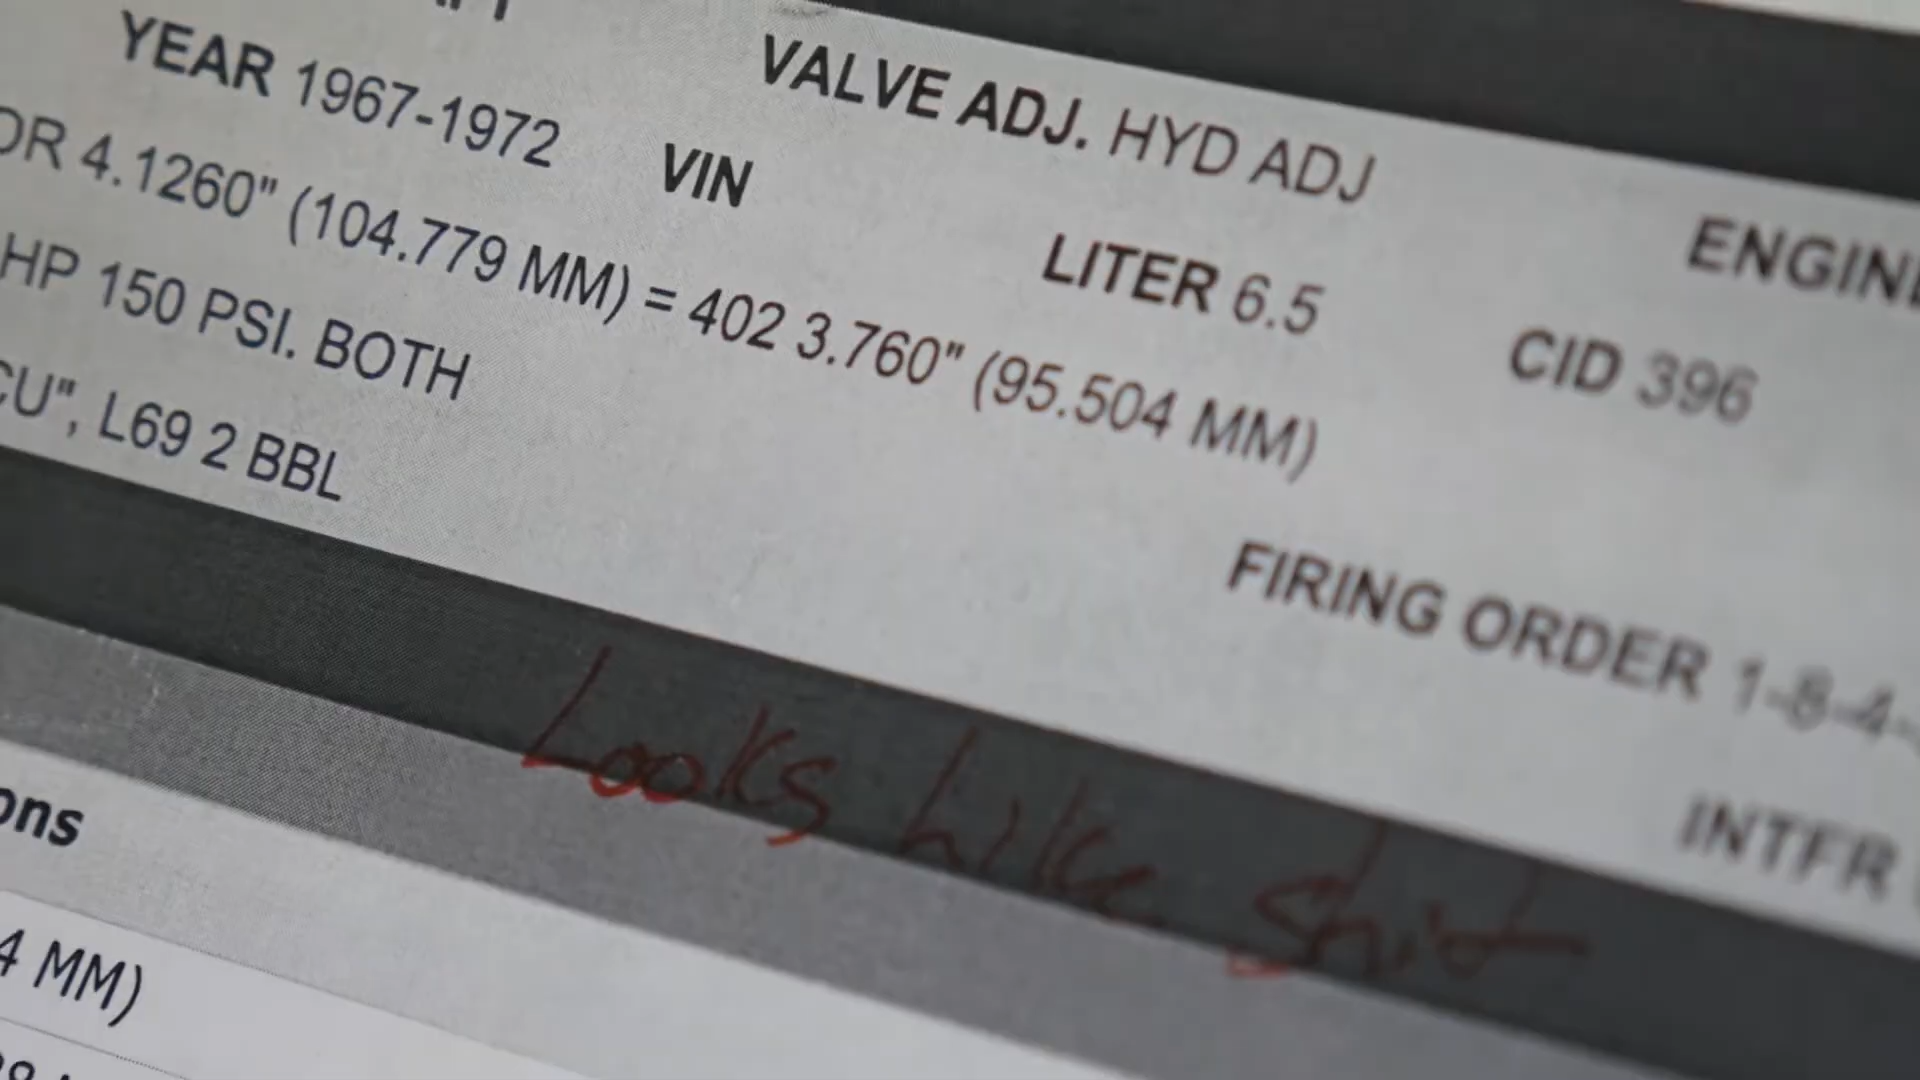 YEAR 1967-1972 VIN
VALVE ADJ. HYD ADJ
ENGIN
OR 4.1260" (104.779 MM) = 402 3.760" (95.504 MM)
LITER 6.5 CID 396
HP 150 PSI. BOTH
CU", L69 2 BBL
FIRING ORDER 1-8-4-
INTFR
Looks Like Shit
ons
4 MM)